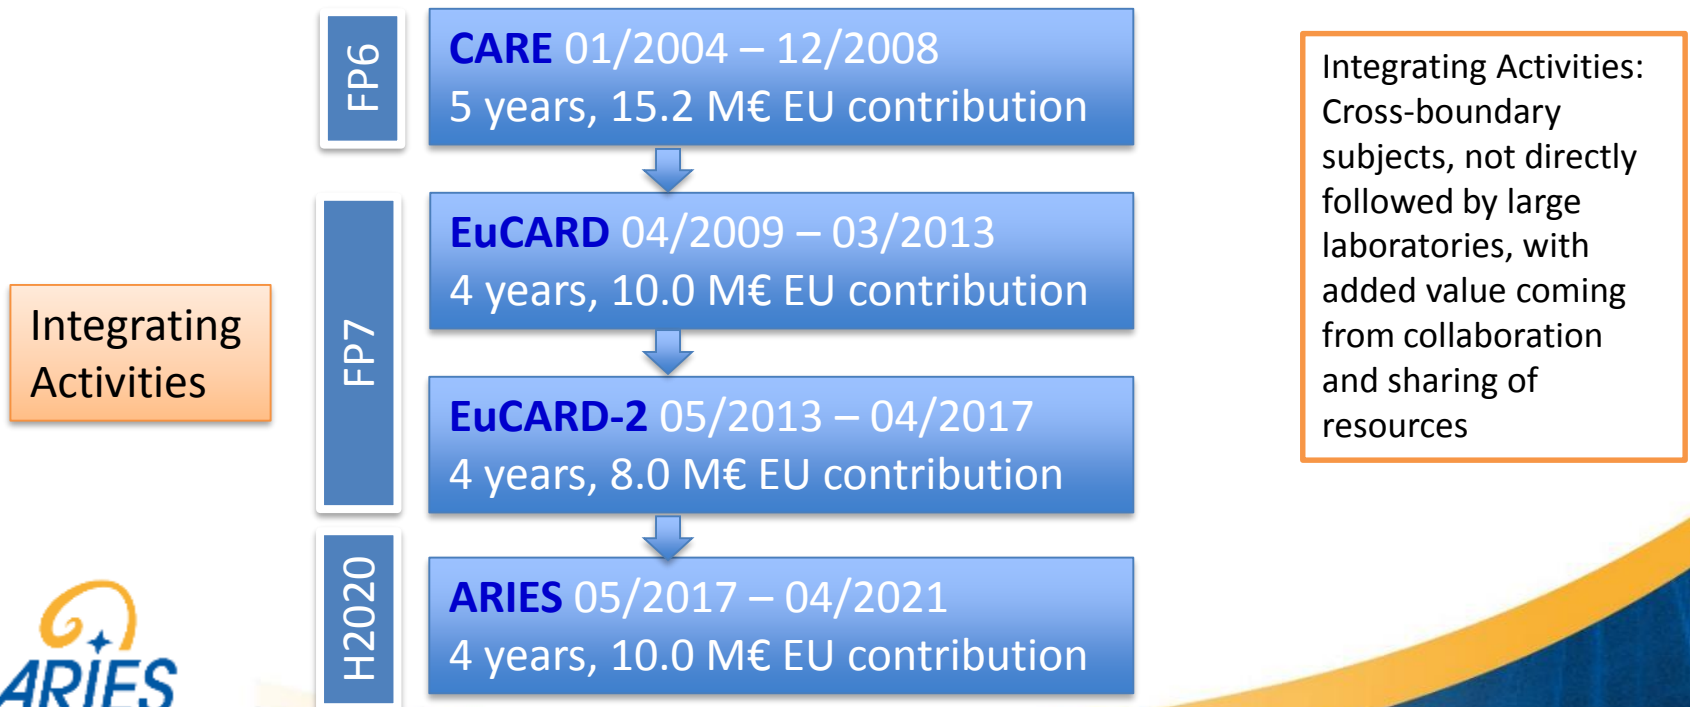 FP6
CARE 01/2004 – 12/2008
5 years, 15.2 M€ EU contribution
FP7
EuCARD 04/2009 – 03/2013
4 years, 10.0 M€ EU contribution
EuCARD-2 05/2013 – 04/2017
4 years, 8.0 M€ EU contribution
H2020
ARIES 05/2017 – 04/2021
4 years, 10.0 M€ EU contribution
Integrating
Activities
Integrating Activities:
Cross-boundary
subjects, not directly
followed by large
laboratories, with
added value coming
from collaboration
and sharing of
resources
ARIES